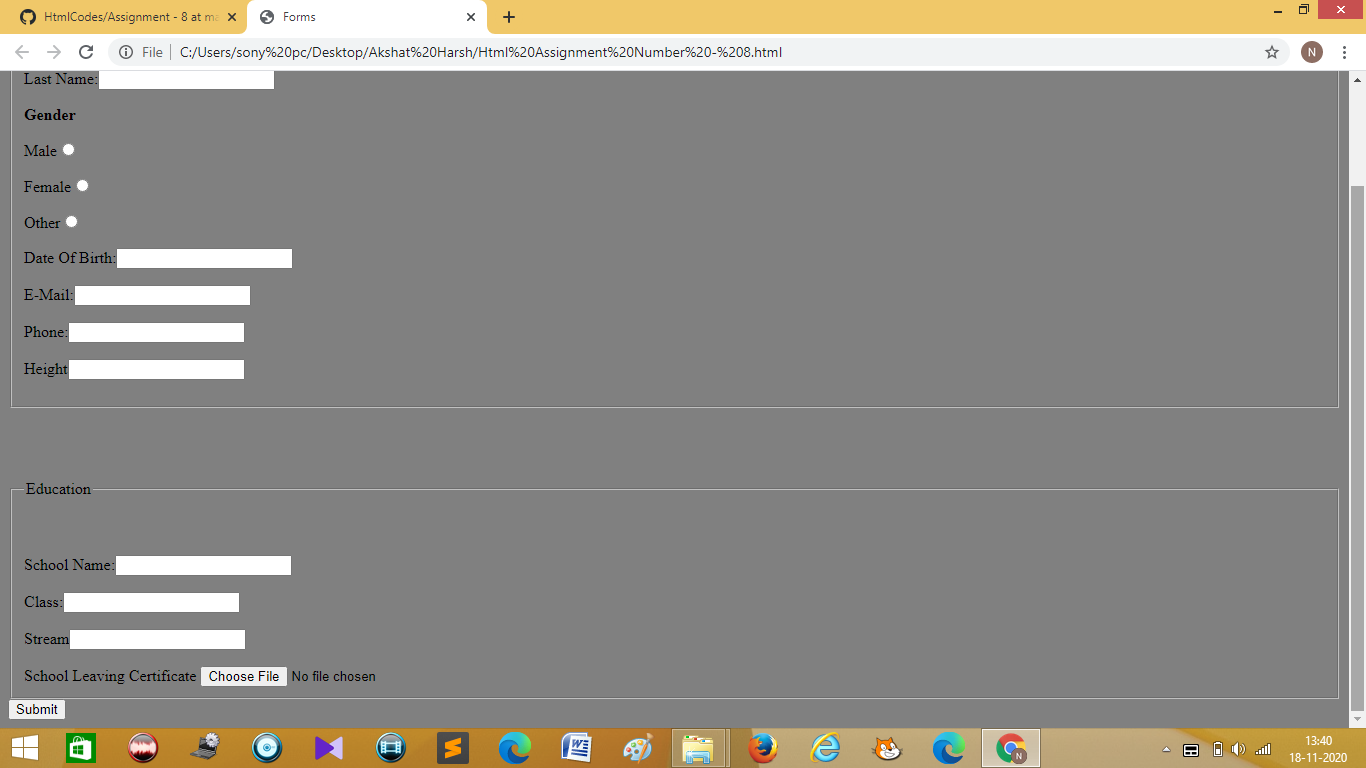 HtmlCodes/Assignment - 8 at ma
Forms
File
C:/Users/sony%20pc/Desktop/Akshat%20Harsh/Html%20Assignment%20Number%20-%208.html
N
Last Name:
Gender
Male
Female
Other
Date Of Birth:
E-Mail:
Phone:
Height
Education
School Name:
Class:
Stream
School Leaving Certificate Choose File No file chosen
Submit
N
13:40
18-11-2020